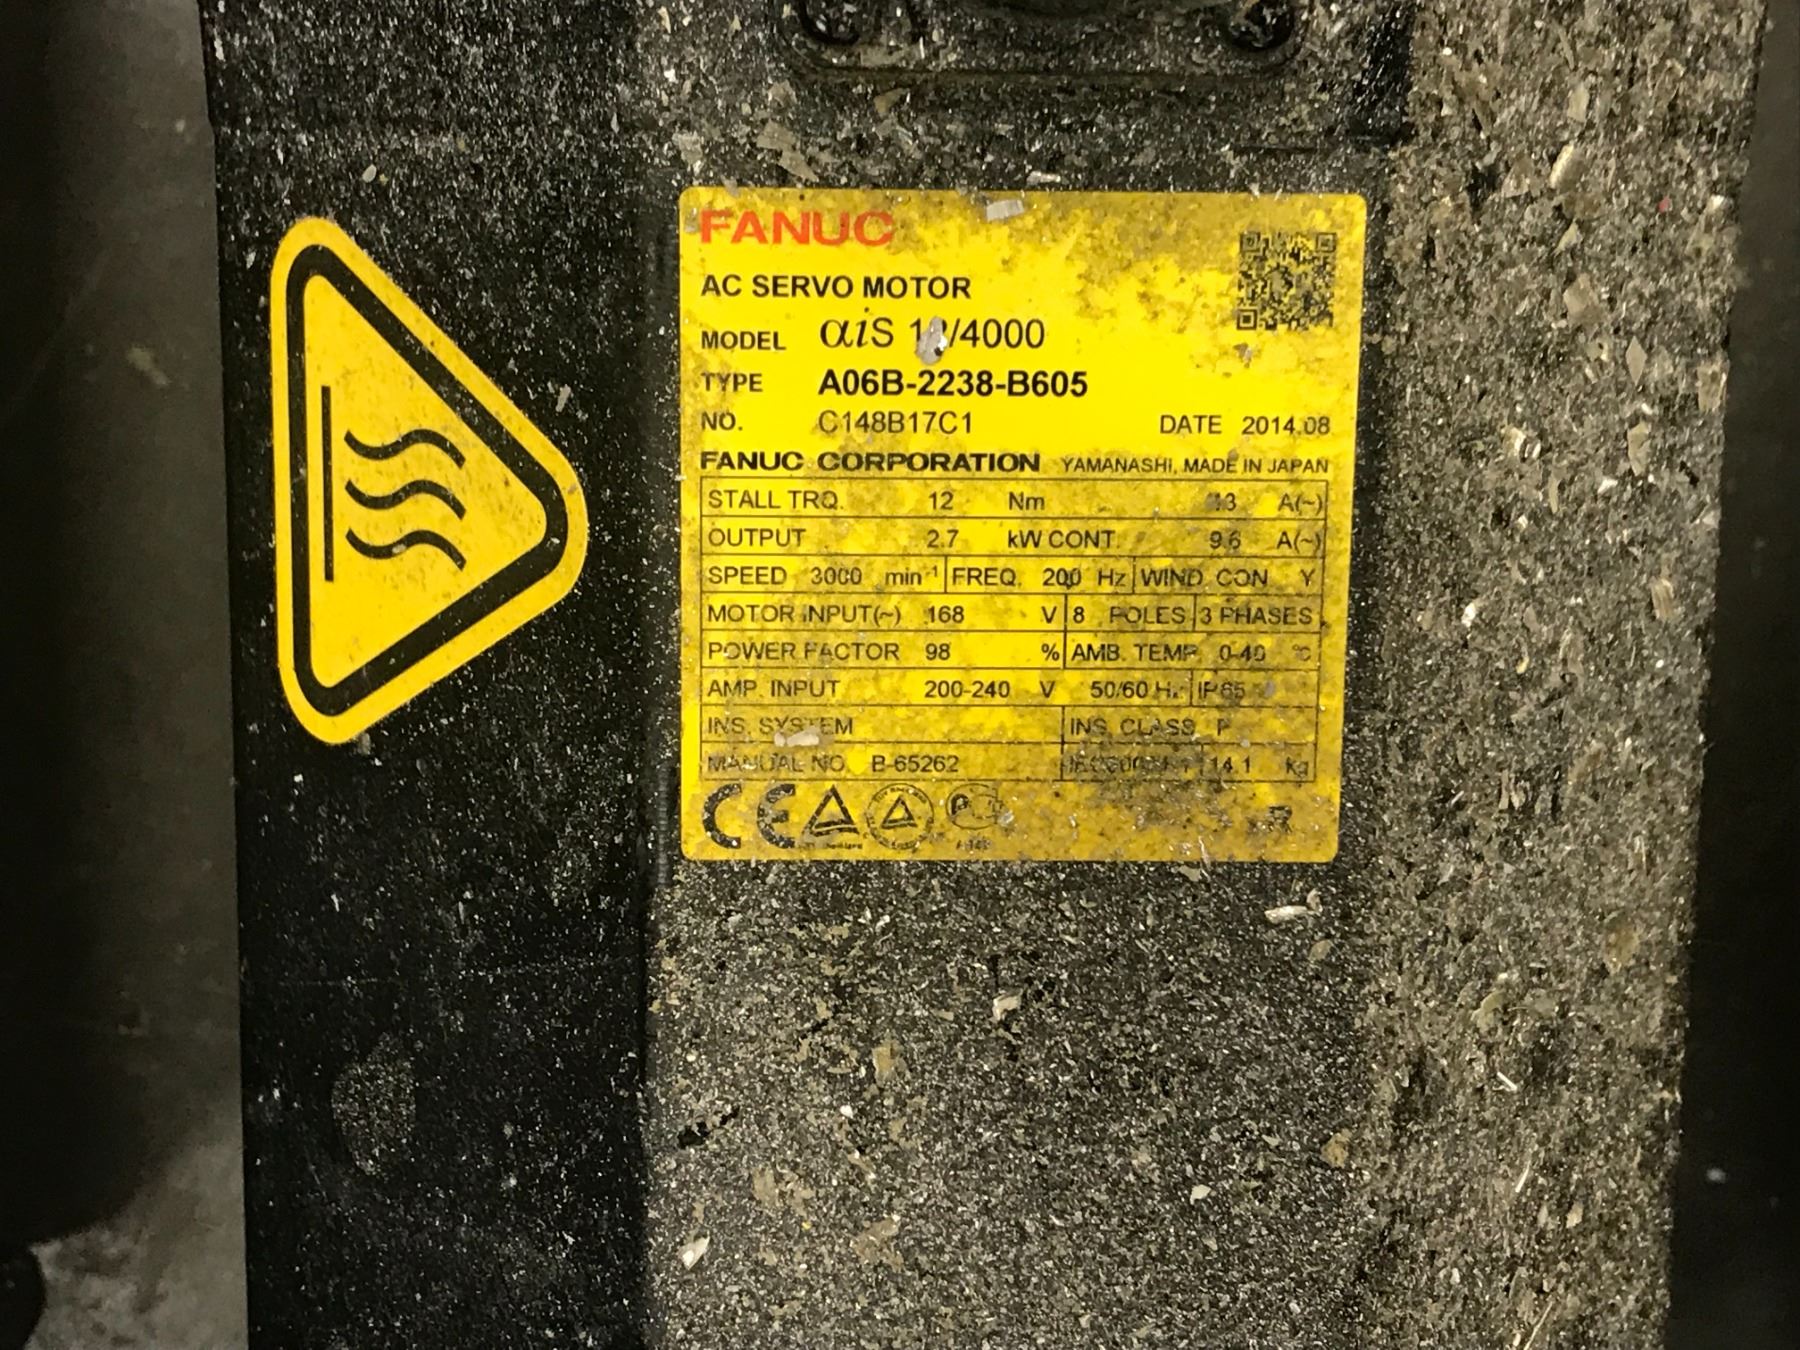 FANUC
AC SERVO MOTOR
MODEL αiS /4000
TYPE A06B-2238-B605
NO. C148B17C1 DATE 2014.08
FANUC CORPORATION YAMANASHI, MADE IN JAPAN
STALL TRQ. 12 Nm 13 A(~)
OUTPUT 2.7 kW CONT. 9.6 A(~)
SPEED 3000 min⁻¹ FREQ. 200 Hz WIND. CON. Y
MOTOR INPUT(~) 168 V 8 POLES 3 PHASES
POWER FACTOR 98 % AMB. TEMP. 0-40 °C
AMP. INPUT 200-240 V 50/60 Hz IP65
INS. SYSTEM INS. CLASS F
MANUAL NO. B-65262 14.1 kg
CE